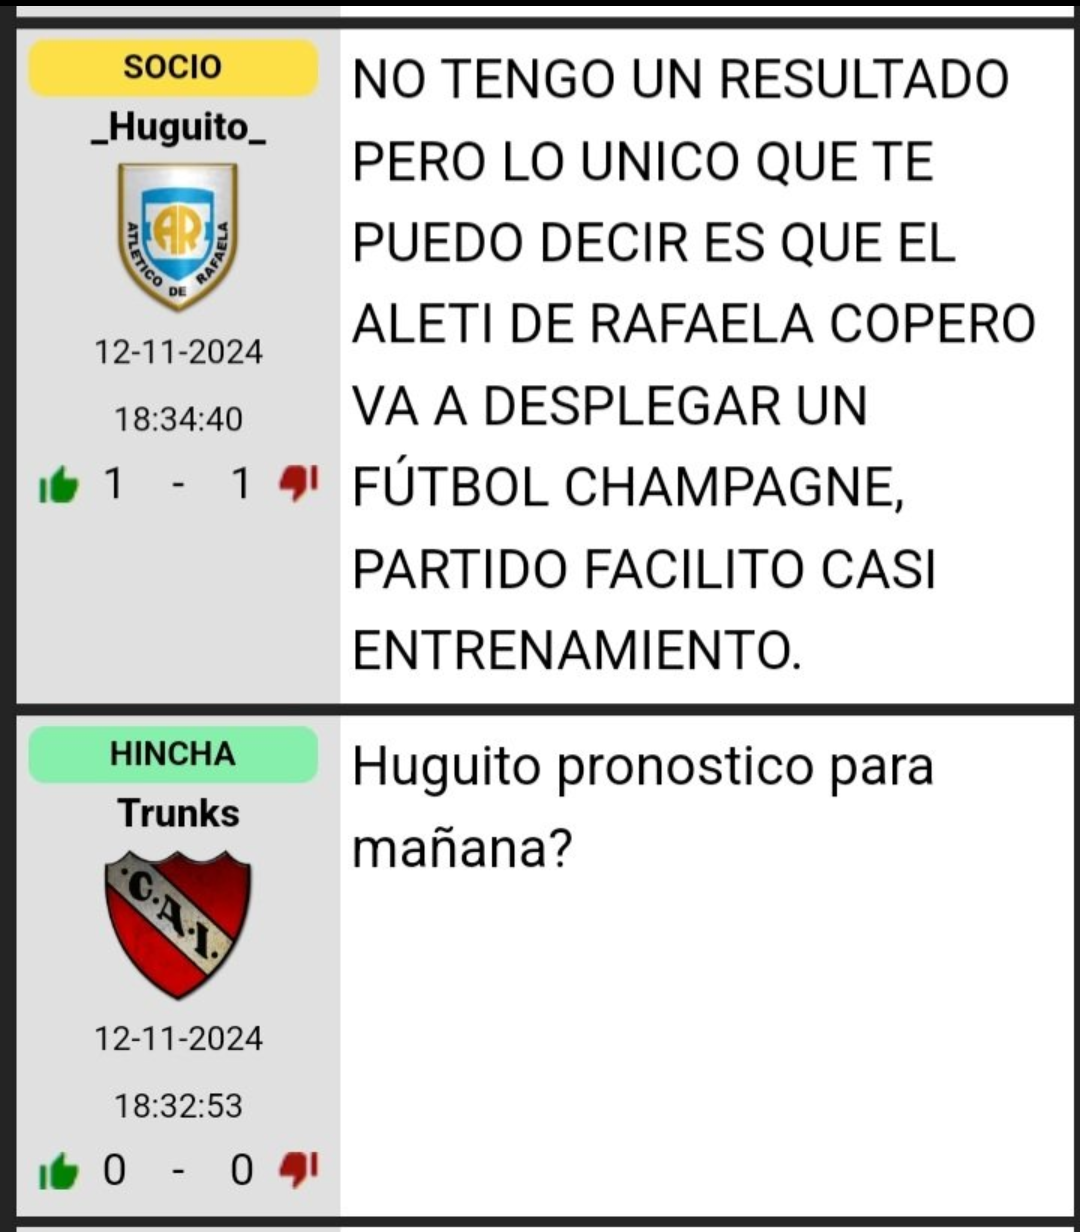 SOCIO
_Huguito_
AR
ATLETICO DE RAFAELA
12-11-2024
18:34:40
1 - 1
NO TENGO UN RESULTADO
PERO LO UNICO QUE TE
PUEDO DECIR ES QUE EL
ALETI DE RAFAELA COPERO
VA A DESPLEGAR UN
FÚTBOL CHAMPAGNE,
PARTIDO FACILITO CASI
ENTRENAMIENTO.
HINCHA
Trunks
·C·A·I·
12-11-2024
18:32:53
0 - 0
Huguito pronostico para
mañana?